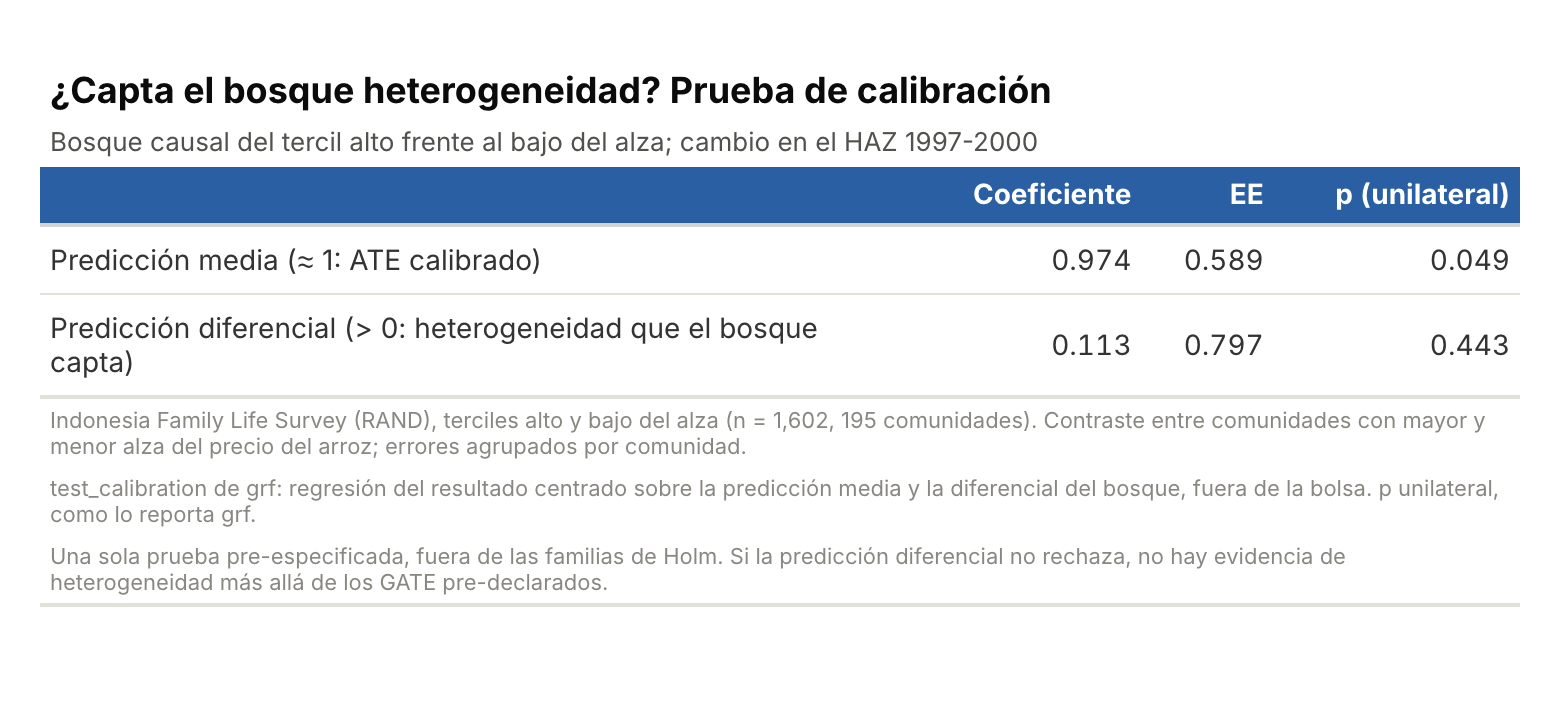 ¿Capta el bosque heterogeneidad? Prueba de calibración
Bosque causal del tercil alto frente al bajo del alza; cambio en el HAZ 1997-2000
Coeficiente EE p (unilateral)
Predicción media (≈ 1: ATE calibrado) 0.974 0.589 0.049
Predicción diferencial (> 0: heterogeneidad que el bosque
capta) 0.113 0.797 0.443
Indonesia Family Life Survey (RAND), terciles alto y bajo del alza (n = 1,602, 195 comunidades). Contraste entre comunidades con mayor y
menor alza del precio del arroz; errores agrupados por comunidad.
test_calibration de grf: regresión del resultado centrado sobre la predicción media y la diferencial del bosque, fuera de la bolsa. p unilateral,
como lo reporta grf.
Una sola prueba pre-especificada, fuera de las familias de Holm. Si la predicción diferencial no rechaza, no hay evidencia de
heterogeneidad más allá de los GATE pre-declarados.